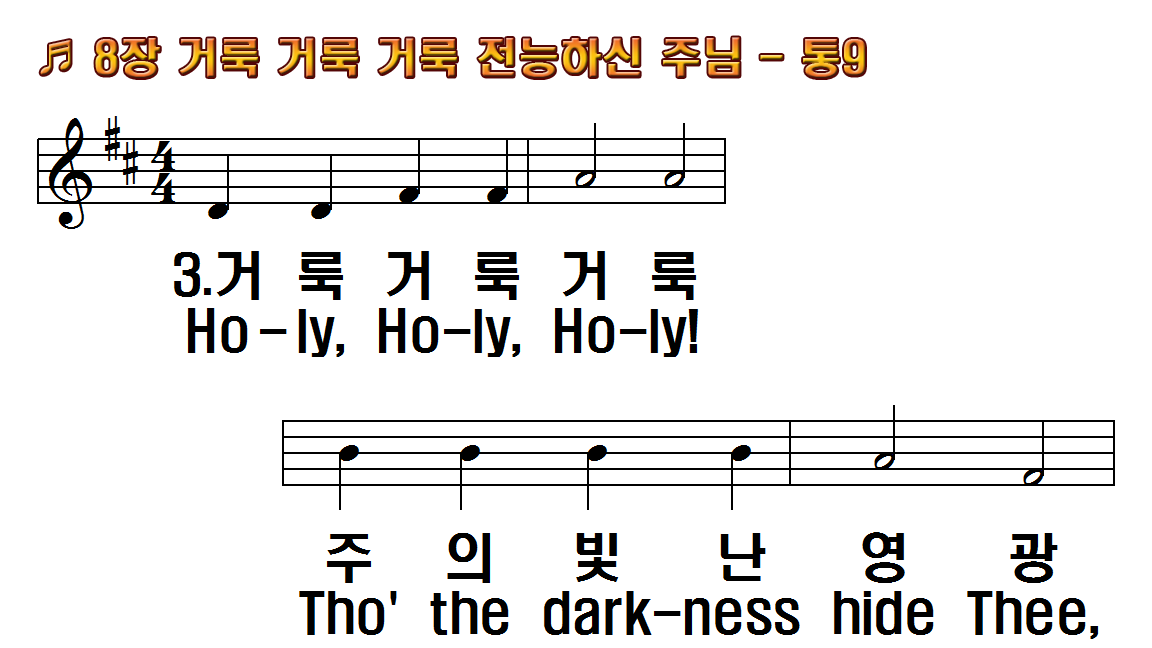 ♬ 8장 거룩 거룩 거룩 전능하신 주님 - 통9
4
4
3.거 룩 거 룩 거 룩
Ho-ly, Ho-ly, Ho-ly!
주 의 빛 난 영 광
Tho' the dark-ness hide Thee,